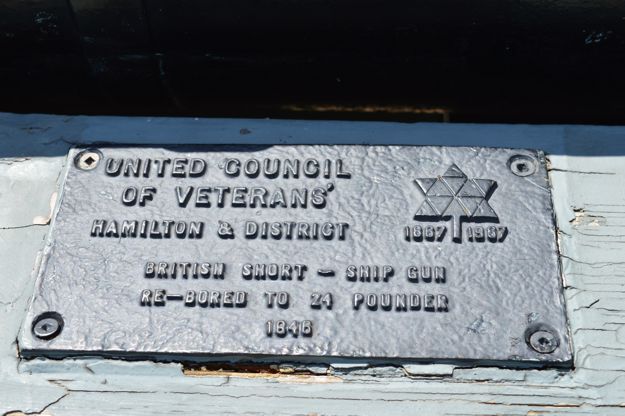 UNITED COUNCIL
OF VETERANS'
HAMILTON & DISTRICT
1867 1967
BRITISH SHORT – SHIP GUN
RE–BORED TO 24 POUNDER
1846